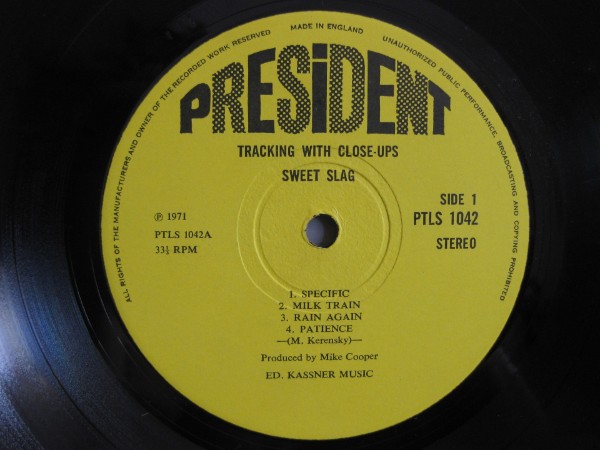 ALL RIGHTS OF THE MANUFACTURERS AND OWNER OF THE RECORDED WORK RESERVED
MADE IN ENGLAND
UNAUTHORIZED PUBLIC PERFORMANCE, BROADCASTING AND COPYING PROHIBITED
PRESiDENT
TRACKING WITH CLOSE-UPS
SWEET SLAG
SIDE 1
℗ 1971
PTLS 1042
PTLS 1042A
STEREO
33⅓ RPM
1. SPECIFIC
2. MILK TRAIN
3. RAIN AGAIN
4. PATIENCE
—(M. Kerensky)—
Produced by Mike Cooper
ED. KASSNER MUSIC